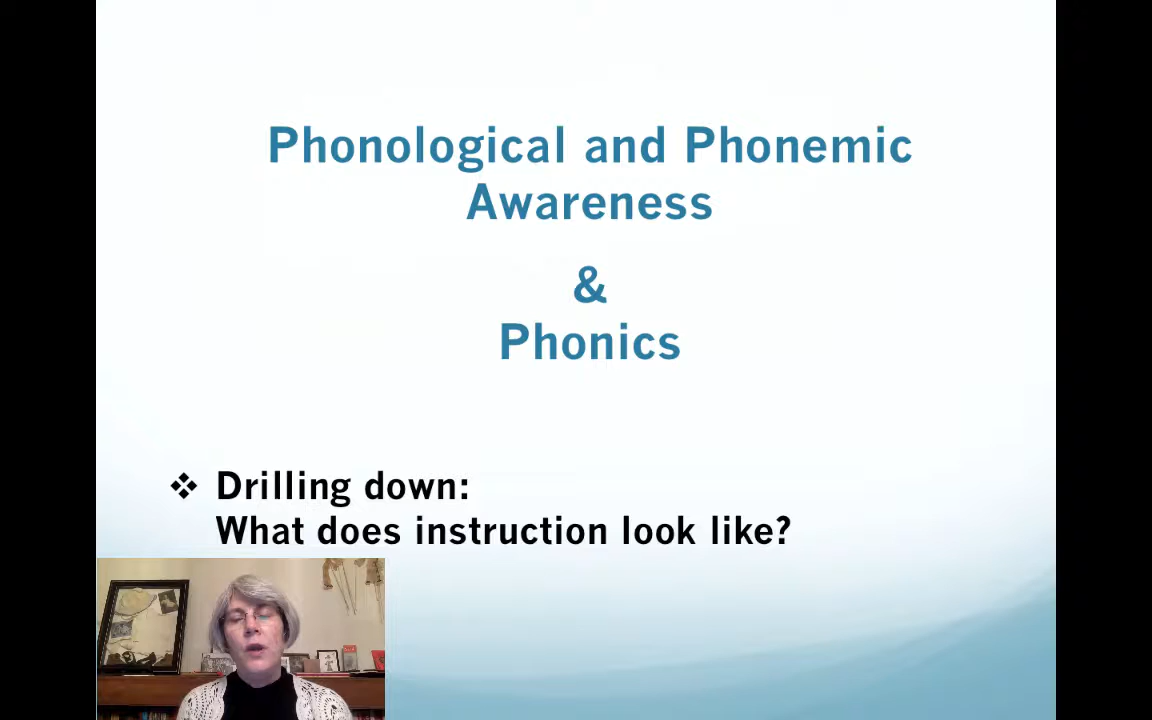 Phonological and Phonemic
Awareness
&
Phonics
❖ Drilling down:
What does instruction look like?